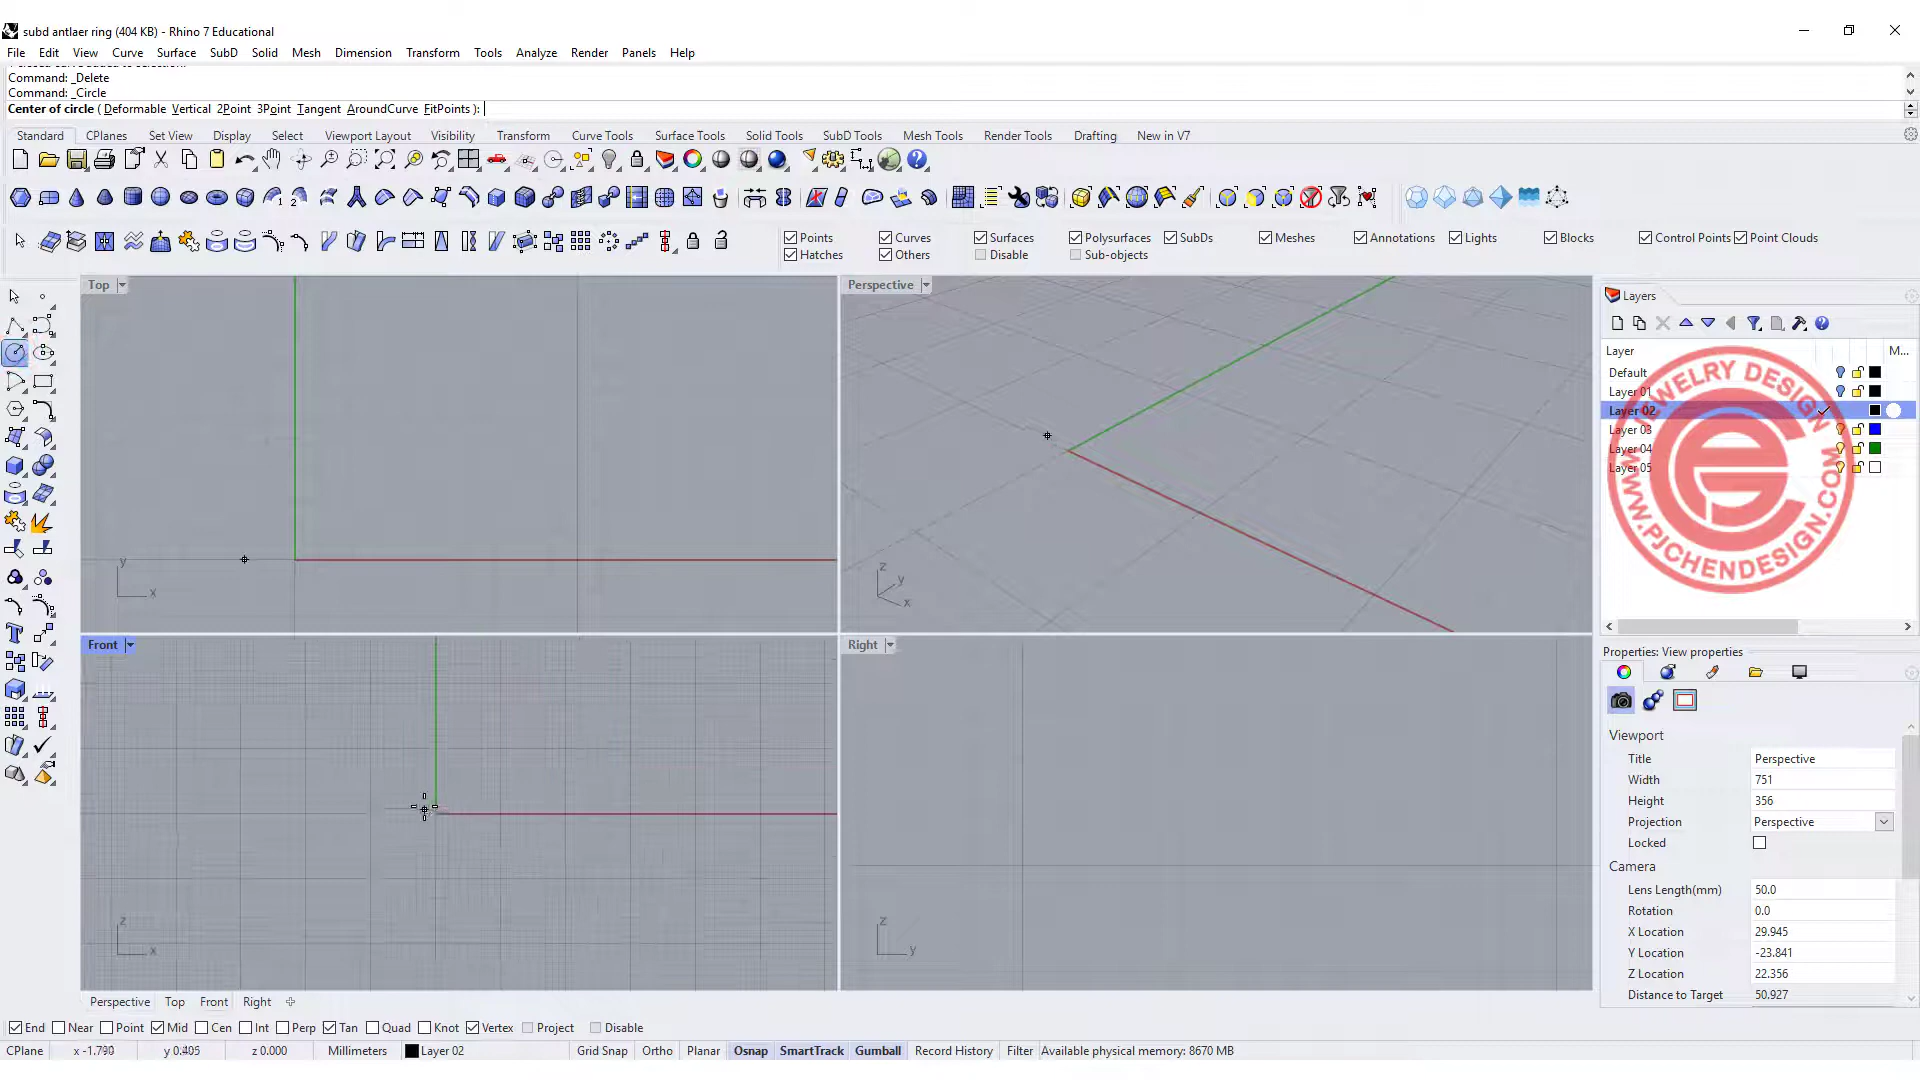 subd antlaer ring (404 KB) - Rhino 7 Educational
File Edit View Curve Surface SubD Solid Mesh Dimension Transform Tools Analyze Render Panels Help
Command: _Delete
Command: _Circle
Center of circle ( Deformable Vertical 2Point 3Point Tangent AroundCurve FitPoints ):
Standard CPlanes Set View Display Select Viewport Layout Visibility Transform Curve Tools Surface Tools Solid Tools SubD Tools Mesh Tools Render Tools Drafting New in V7
Points Curves Surfaces Polysurfaces SubDs Meshes Annotations Lights Blocks Control Points Point Clouds
Hatches Others Disable Sub-objects
Top
Perspective
Layers
Layer M...
Default
Layer 01
Layer 02
Layer 03
Layer 04
Layer 05
JEWELRY DESIGN
WWW.PJCHENDESIGN.COM
y
x
z
y
x
Front
Right
z
x
z
y
Properties: View properties
Viewport
Title Perspective
Width 751
Height 356
Projection Perspective
Locked
Camera
Lens Length(mm) 50.0
Rotation 0.0
X Location 29.945
Y Location -23.841
Z Location 22.356
Distance to Target 50.927
Perspective Top Front Right
End Near Point Mid Cen Int Perp Tan Quad Knot Vertex Project Disable
CPlane x -1.790 y 0.405 z 0.000 Millimeters Layer 02 Grid Snap Ortho Planar Osnap SmartTrack Gumball Record History Filter Available physical memory: 8670 MB